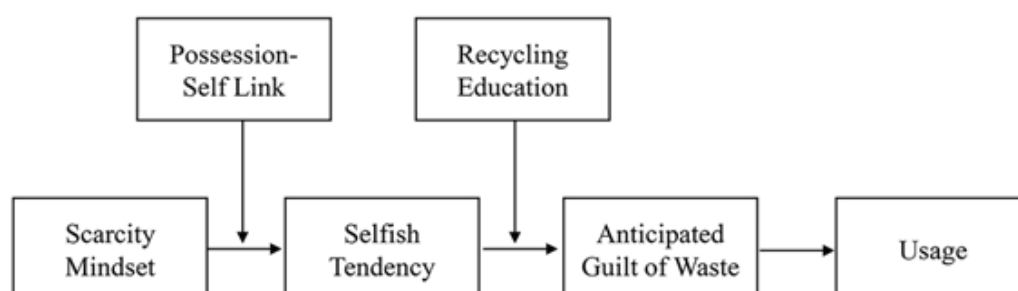 Possession-
Self Link
Recycling
Education
Scarcity
Mindset
Selfish
Tendency
Anticipated
Guilt of Waste
Usage